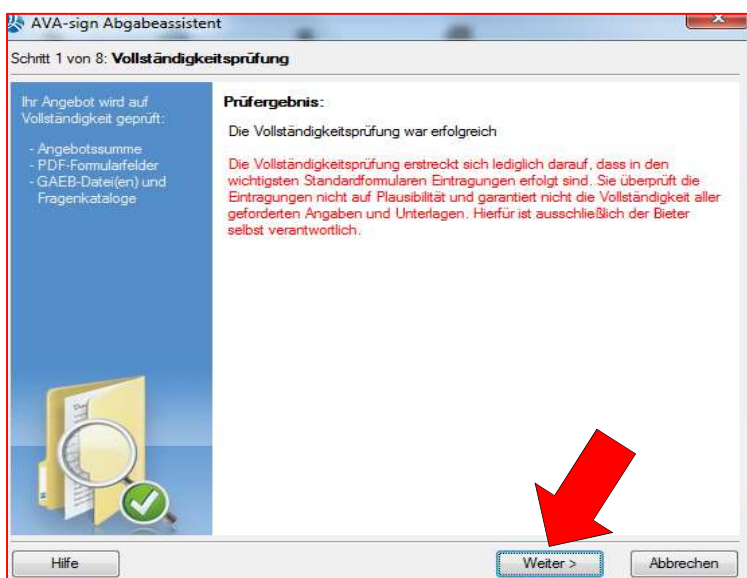 AVA-sign Abgabeassistent
X
Schritt 1 von 8: Vollständigkeitsprüfung
Ihr Angebot wird auf
Vollständigkeit geprüft:
- Angebotssumme
- PDF-Formularfelder
- GAEB-Datei(en) und
Fragenkataloge
Prüfergebnis:
Die Vollständigkeitsprüfung war erfolgreich
Die Vollständigkeitsprüfung erstreckt sich lediglich darauf, dass in den
wichtigsten Standardformularen Eintragungen erfolgt sind. Sie überprüft die
Eintragungen nicht auf Plausibilität und garantiert nicht die Vollständigkeit aller
geforderten Angaben und Unterlagen. Hierfür ist ausschließlich der Bieter
selbst verantwortlich.
Hilfe
Weiter >
Abbrechen